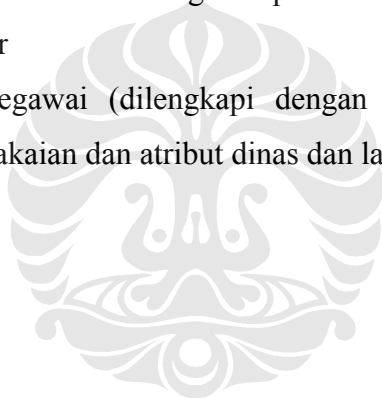 r
egawai (dilengkapi dengan
akaian dan atribut dinas dan la